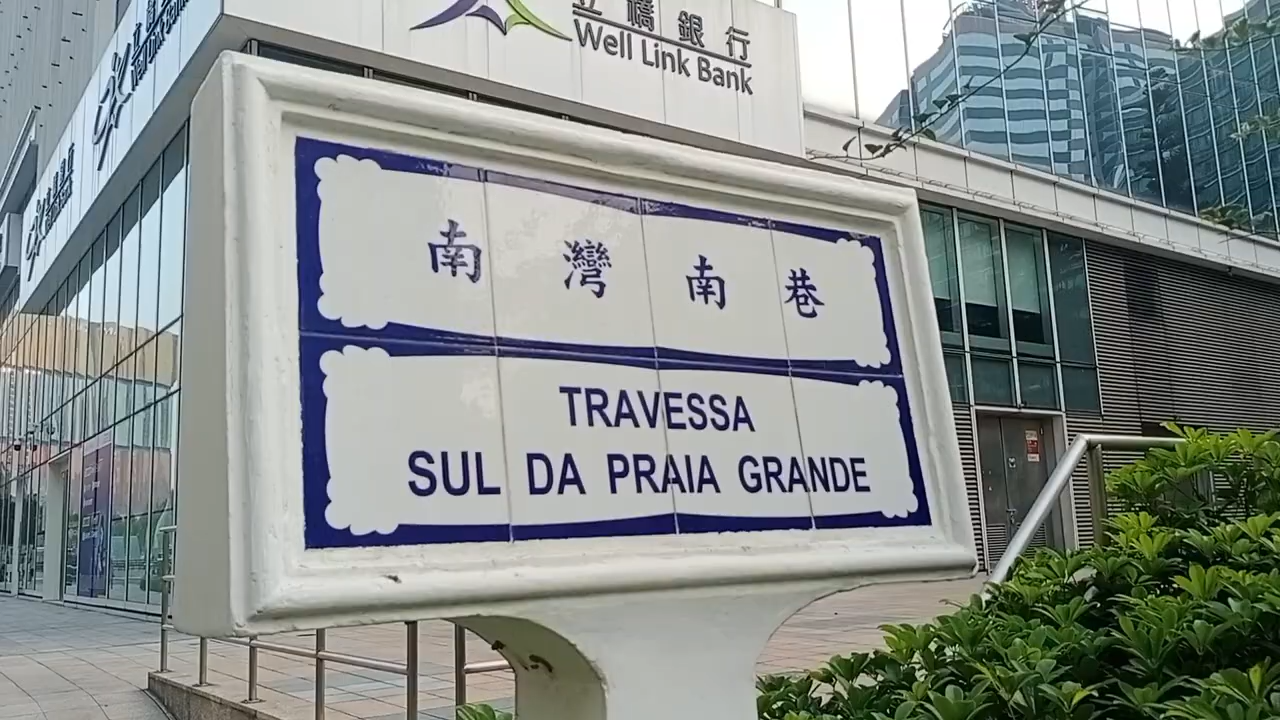 立橋銀行
Well Link Bank
南灣南巷
TRAVESSA
SUL DA PRAIA GRANDE